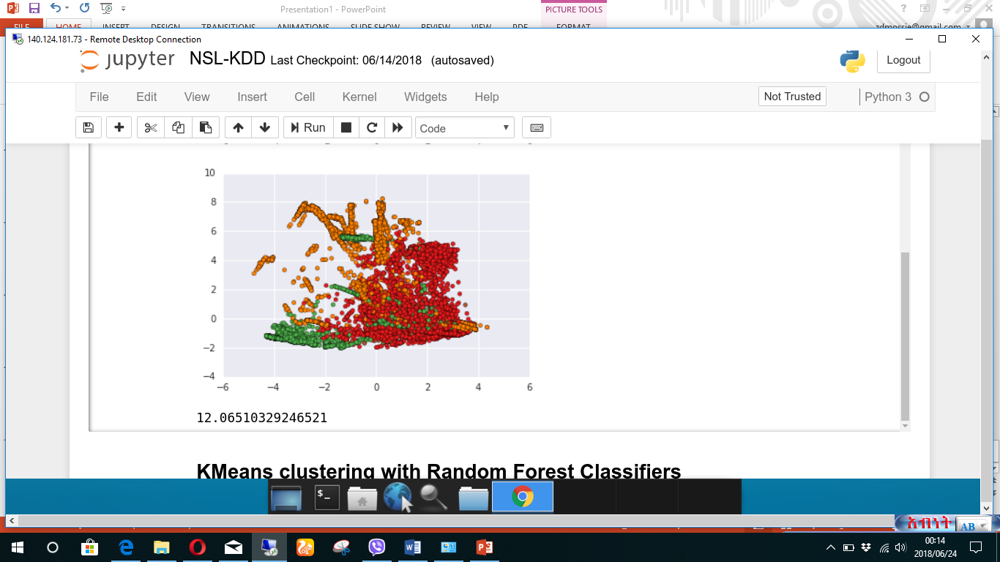 Presentation1 - PowerPoint
PICTURE TOOLS
FILE HOME INSERT DESIGN TRANSITIONS ANIMATIONS SLIDE SHOW REVIEW VIEW PDF FORMAT
zdmossie@gmail.com
140.124.181.73 - Remote Desktop Connection
jupyter NSL-KDD Last Checkpoint: 06/14/2018 (autosaved)
Logout
File Edit View Insert Cell Kernel Widgets Help
Not Trusted
Python 3
Run
Code
10
8
6
4
2
0
−2
−4
−6 −4 −2 0 2 4 6
12.06510329246521
KMeans clustering with Random Forest Classifiers
$_
AB
00:14
2018/06/24